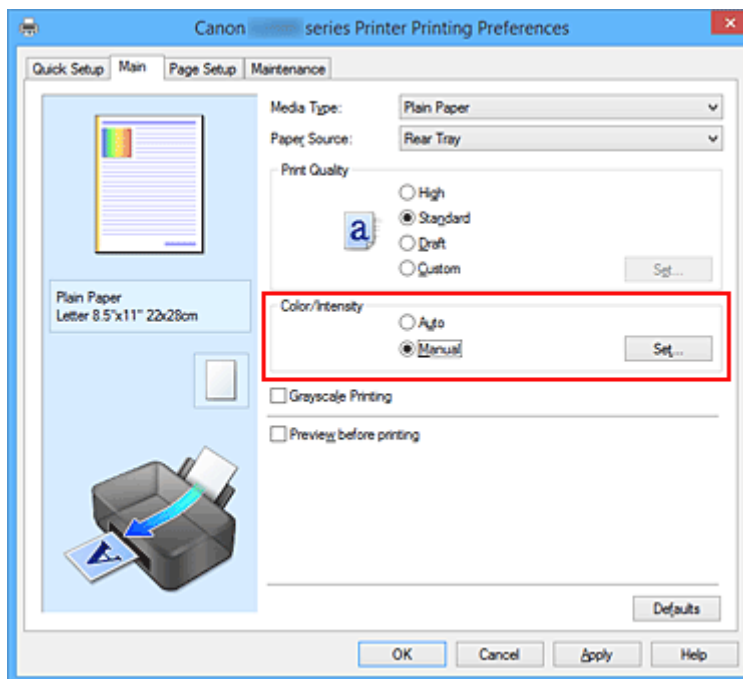 Canon series Printer Printing Preferences
Quick Setup Main Page Setup Maintenance
Media Type: Plain Paper
Paper Source: Rear Tray
Print Quality
High
Standard
Draft
Custom Set...
Plain Paper
Letter 8.5"x11" 22x28cm
Color/Intensity
Auto
Manual Set...
Grayscale Printing
Preview before printing
Defaults
OK Cancel Apply Help